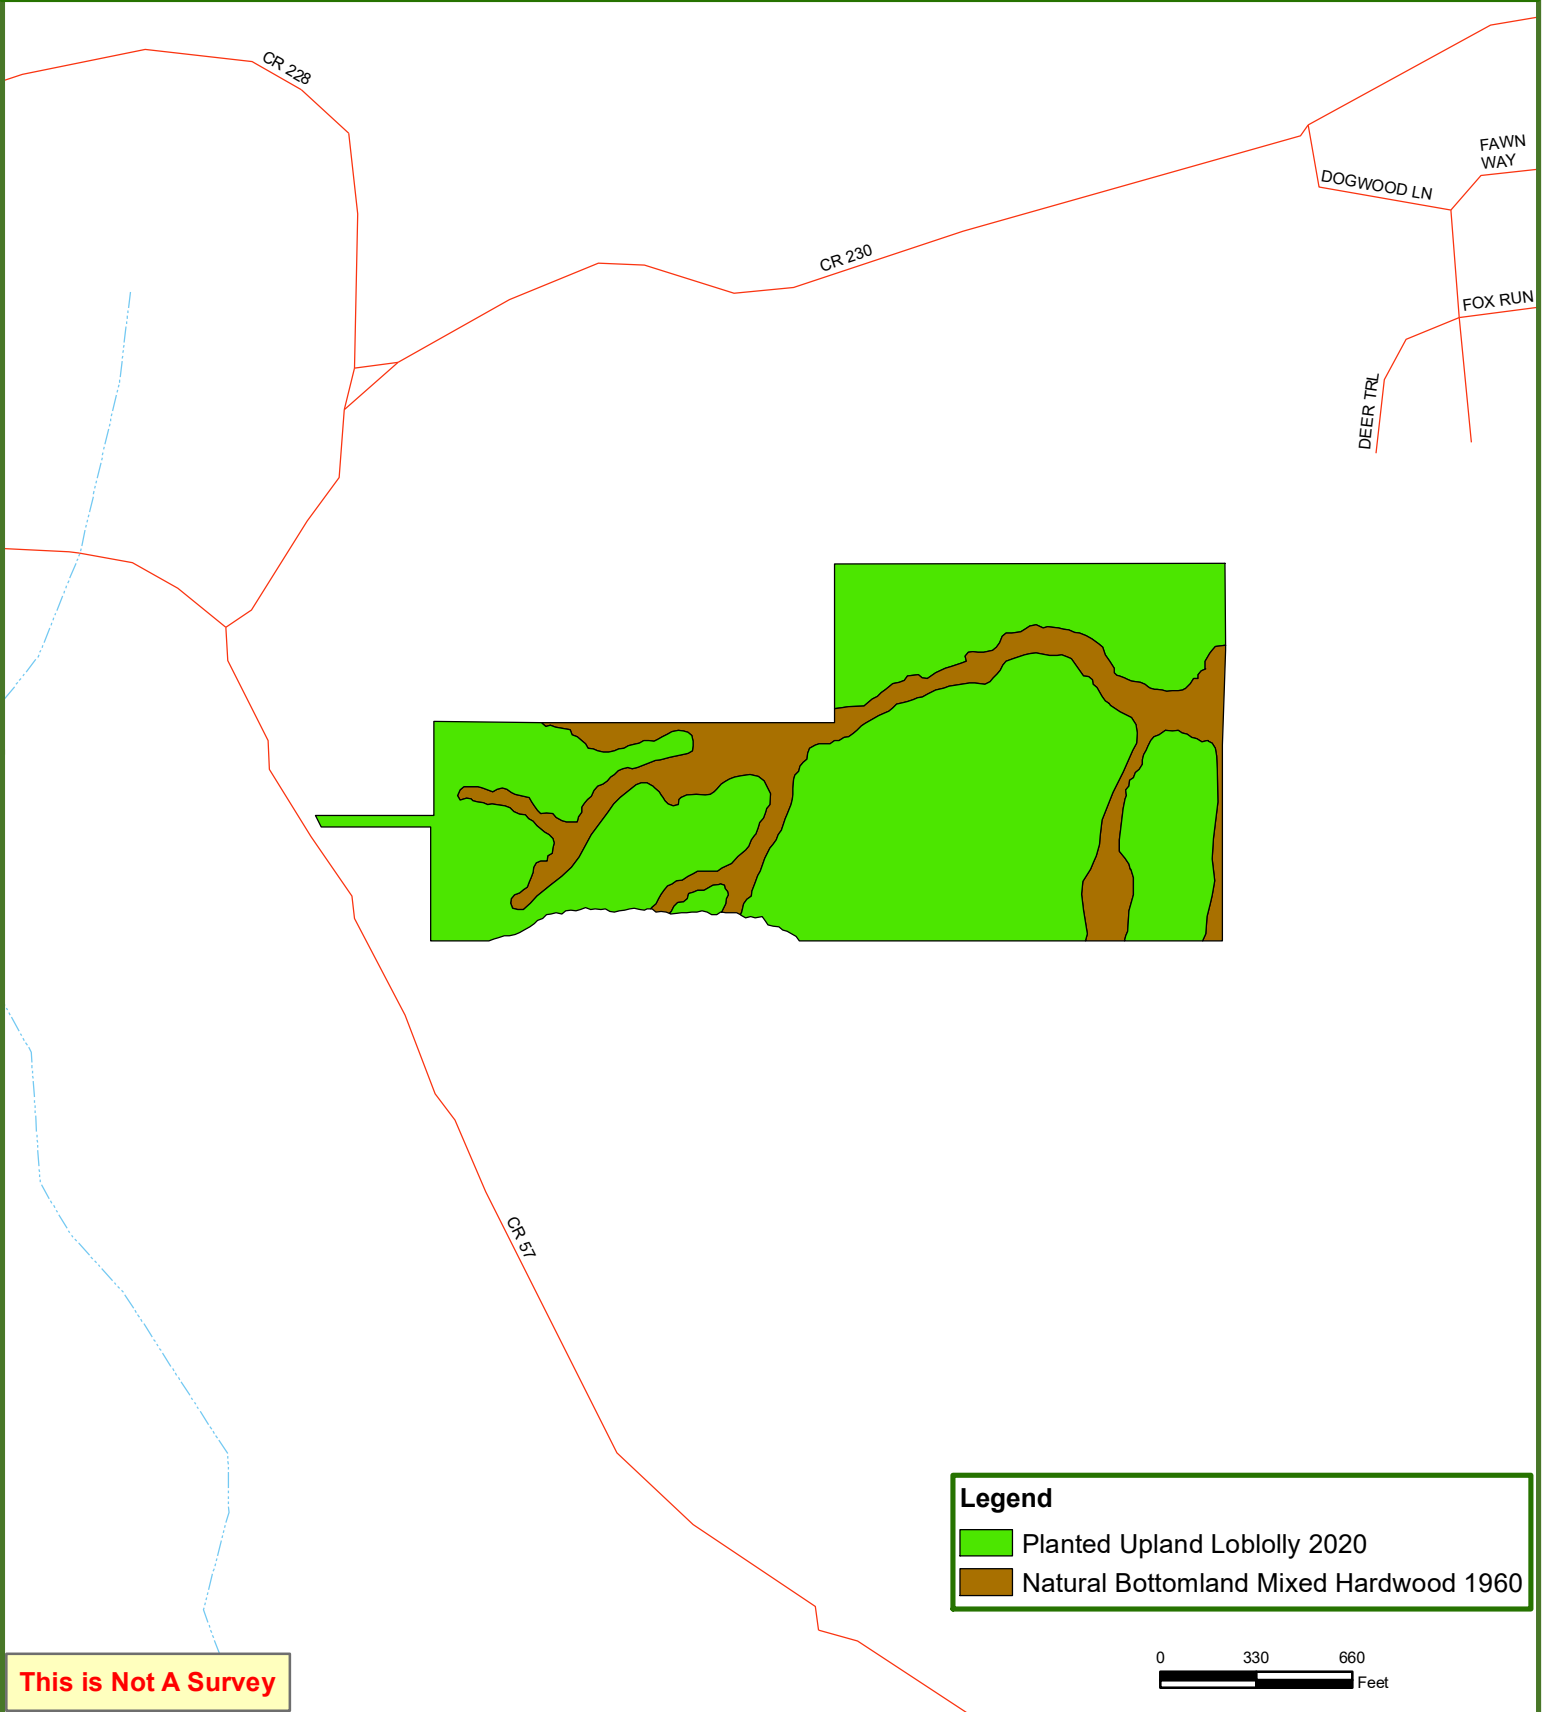 CR 228
FAWN
WAY
DOGWOOD LN
CR 230
FOX RUN
DEER TRL
CR 57
Legend
Planted Upland Loblolly 2020
Natural Bottomland Mixed Hardwood 1960
0 330 660
Feet
This is Not A Survey